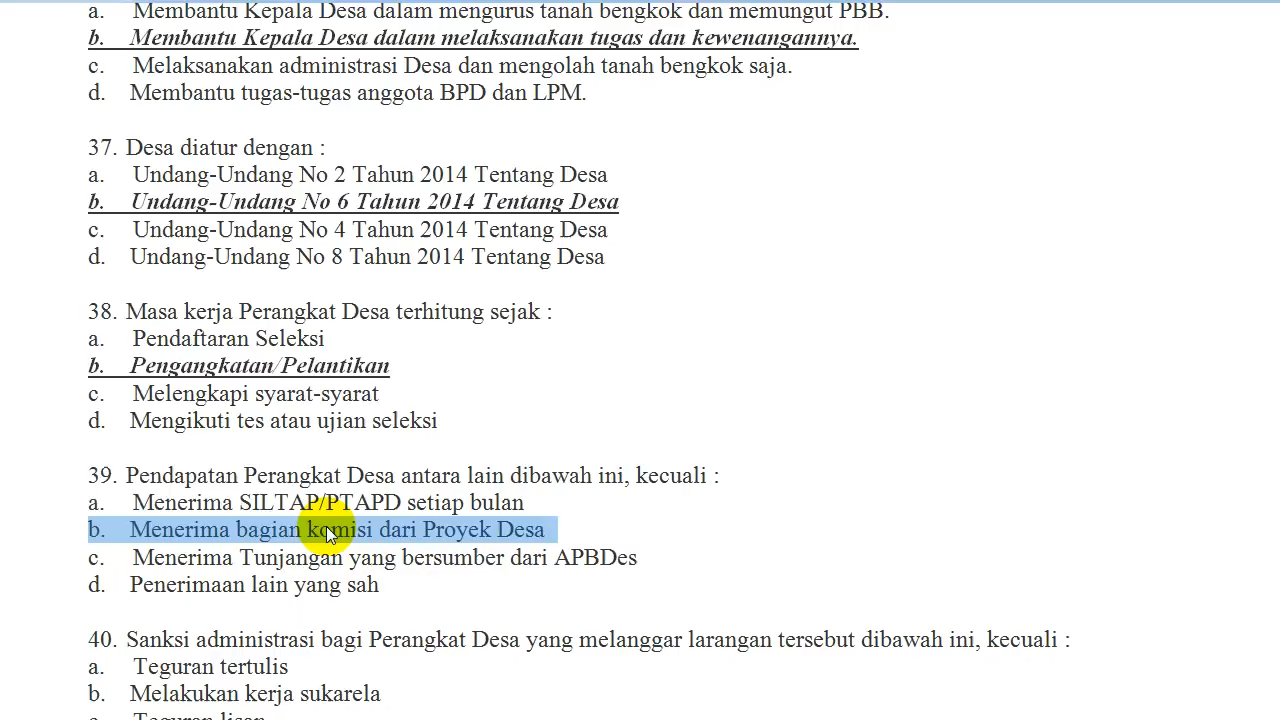 a. Membantu Kepala Desa dalam mengurus tanah bengkok dan memungut PBB.
b. Membantu Kepala Desa dalam melaksanakan tugas dan kewenangannya.
c. Melaksanakan administrasi Desa dan mengolah tanah bengkok saja.
d. Membantu tugas-tugas anggota BPD dan LPM.
37. Desa diatur dengan :
a. Undang-Undang No 2 Tahun 2014 Tentang Desa
b. Undang-Undang No 6 Tahun 2014 Tentang Desa
c. Undang-Undang No 4 Tahun 2014 Tentang Desa
d. Undang-Undang No 8 Tahun 2014 Tentang Desa
38. Masa kerja Perangkat Desa terhitung sejak :
a. Pendaftaran Seleksi
b. Pengangkatan/Pelantikan
c. Melengkapi syarat-syarat
d. Mengikuti tes atau ujian seleksi
39. Pendapatan Perangkat Desa antara lain dibawah ini, kecuali :
a. Menerima SILTAP/PTAPD setiap bulan
b. Menerima bagian komisi dari Proyek Desa
c. Menerima Tunjangan yang bersumber dari APBDes
d. Penerimaan lain yang sah
40. Sanksi administrasi bagi Perangkat Desa yang melanggar larangan tersebut dibawah ini, kecuali :
a. Teguran tertulis
b. Melakukan kerja sukarela
c. Teguran lisan